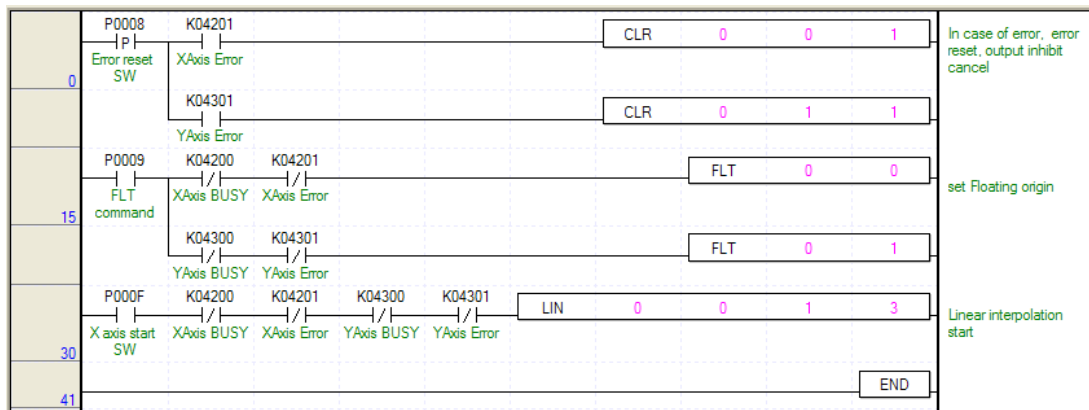 P0008 K04201
P CLR 0 0 1
Error reset SW XAxis Error
In case of error, error
reset, output inhibit
cancel
0
K04301
CLR 0 1 1
YAxis Error
P0009 K04200 K04201
FLT 0 0
FLT command XAxis BUSY XAxis Error
set Floating origin
15
K04300 K04301
FLT 0 1
YAxis BUSY YAxis Error
P000F K04200 K04201 K04300 K04301
LIN 0 0 1 3
X axis start SW XAxis BUSY XAxis Error YAxis BUSY YAxis Error
Linear interpolation
start
30
END
41